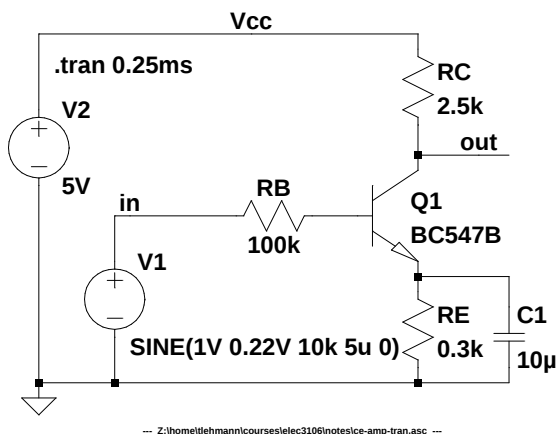 Vcc
.tran 0.25ms
RC
2.5k
V2
out
5V
in
RB
100k
Q1
BC547B
V1
SINE(1V 0.22V 10k 5u 0)
RE
0.3k
C1
10µ
--- Z:\home\tlehmann\courses\elec3106\notes\ce-amp-tran.asc ---